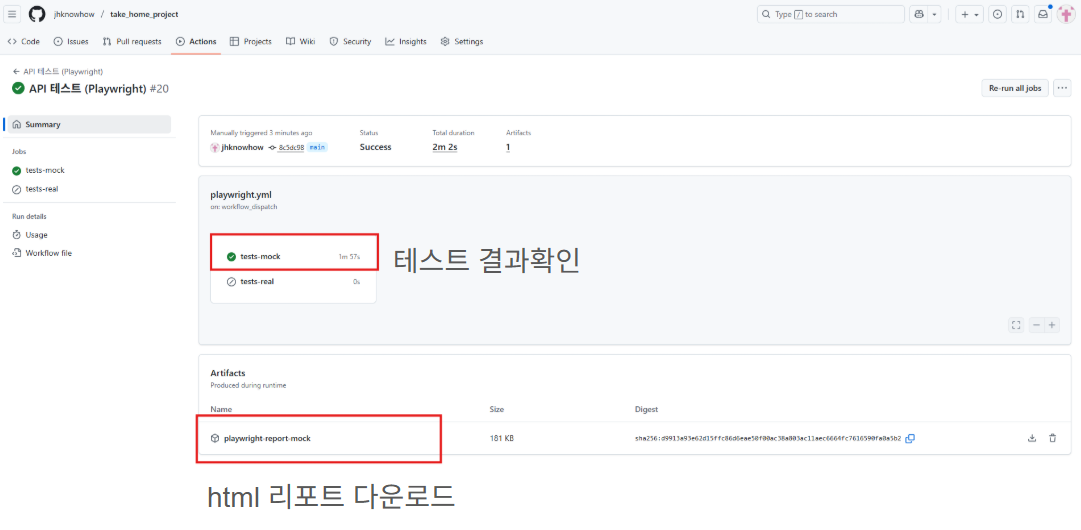 jhknowhow / take_home_project
Type / to search
Code Issues Pull requests Actions Projects Wiki Security Insights Settings
API 테스트 (Playwright)
API 테스트 (Playwright) #20
Re-run all jobs
Summary
Jobs
tests-mock
tests-real
Run details
Usage
Workflow file
Manually triggered 3 minutes ago
Status
Total duration
Artifacts
jhknowhow 8c5dc98 main
Success
2m 2s
1
playwright.yml
on: workflow_dispatch
tests-mock 1m 57s
테스트 결과확인
tests-real 0s
Artifacts
Produced during runtime
Name Size Digest
playwright-report-mock 181 KB sha256:d9913a93e62d15ffc86d6eae50f00ac38a803ac11aec6664fc7616590fa0a5b2
html 리포트 다운로드